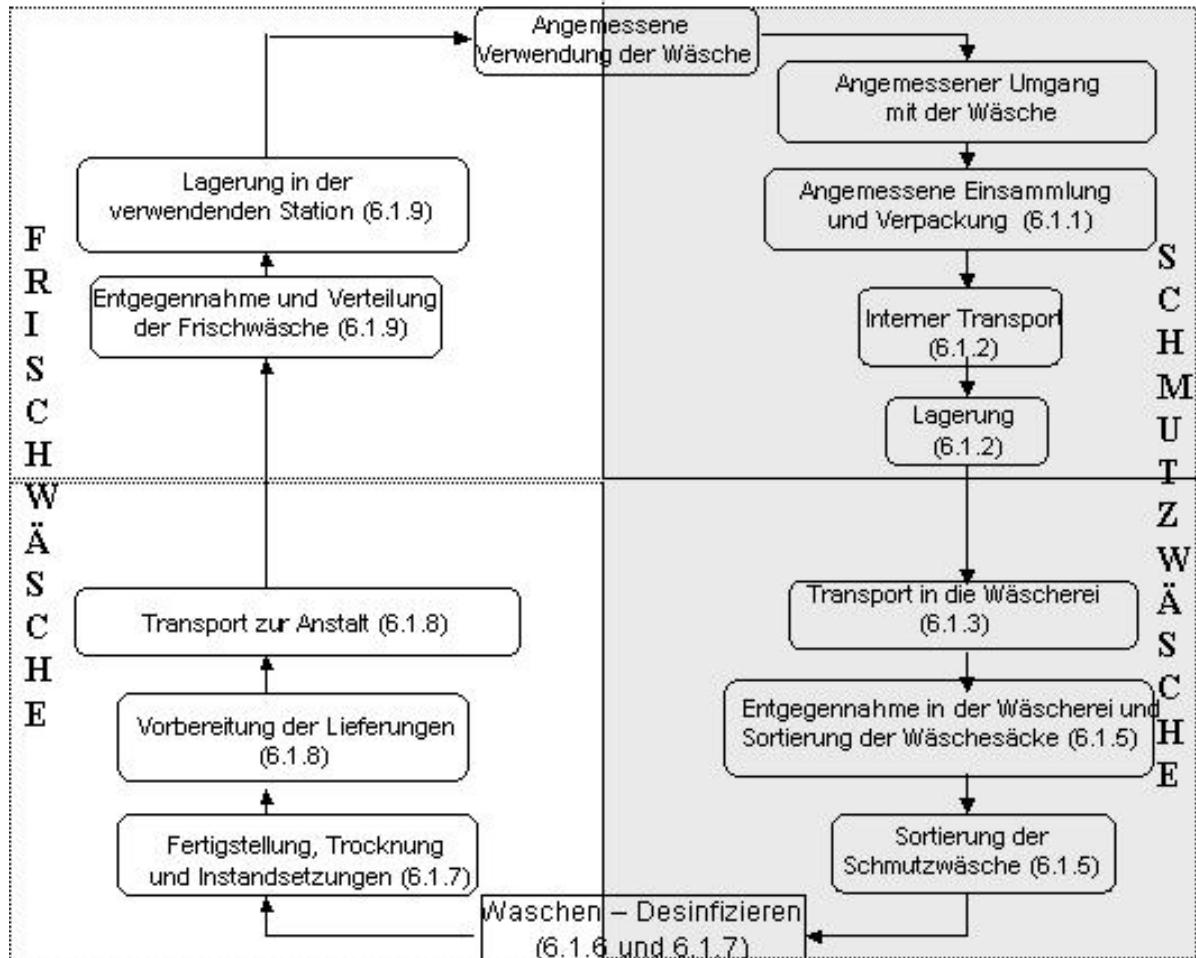 Angemessene
Verwendung der Wäsche
Angemessener Umgang
mit der Wäsche
Angemessene Einsammlung
und Verpackung (6.1.1)
Interner Transport
(6.1.2)
Lagerung
(6.1.2)
Transport in die Wäscherei
(6.1.3)
Entgegennahme in der Wäscherei und
Sortierung der Wäschesäcke (6.1.5)
Sortierung der
Schmutzwäsche (6.1.5)
Waschen – Desinfizieren
(6.1.6 und 6.1.7)
Fertigstellung, Trocknung
und Instandsetzungen (6.1.7)
Vorbereitung der Lieferungen
(6.1.8)
Transport zur Anstalt (6.1.8)
Entgegennahme und Verteilung
der Frischwäsche (6.1.9)
Lagerung in der
verwendenden Station (6.1.9)
FRISCHWÄSCHE
SCHMUTZWÄSCHE